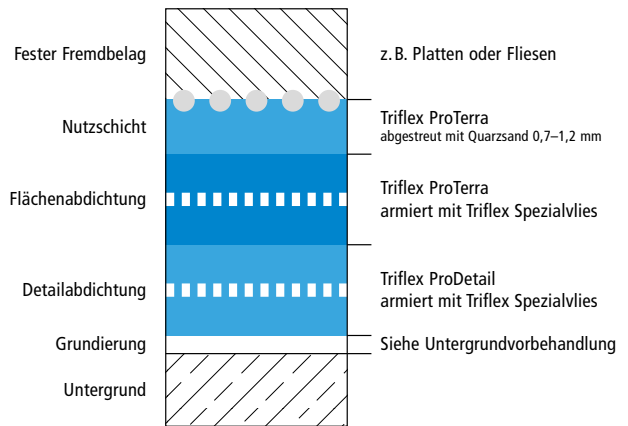 Fester Fremdbelag
z. B. Platten oder Fliesen
Nutzschicht
Triflex ProTerra
abgestreut mit Quarzsand 0,7–1,2 mm
Flächenabdichtung
Triflex ProTerra
armiert mit Triflex Spezialvlies
Detailabdichtung
Triflex ProDetail
armiert mit Triflex Spezialvlies
Grundierung
Siehe Untergrundvorbehandlung
Untergrund